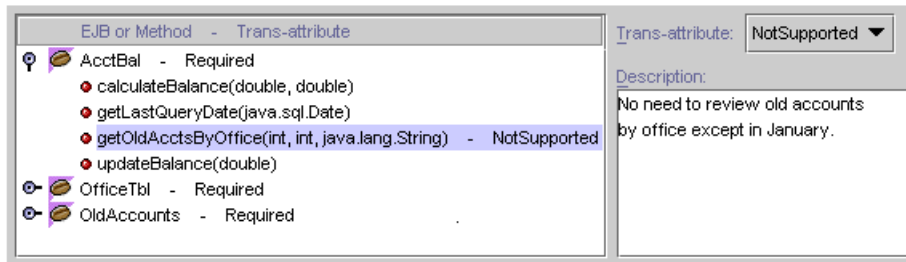 EJB or Method - Trans-attribute
AcctBal - Required
calculateBalance(double, double)
getLastQueryDate(java.sql.Date)
getOldAcctsByOffice(int, int, java.lang.String) - NotSupported
updateBalance(double)
OfficeTbl - Required
OldAccounts - Required
Trans-attribute: NotSupported
Description:
No need to review old accounts
by office except in January.